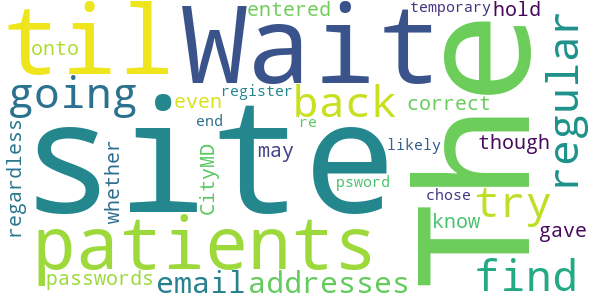 til
Wait
The
entered
temporary
hold
onto
going
even
register
back
correct
regular
site
end
re
regardless
whether
CityMD
may
likely
though
psword
patients
chose
try
know
gave
passwords
email
addresses
find